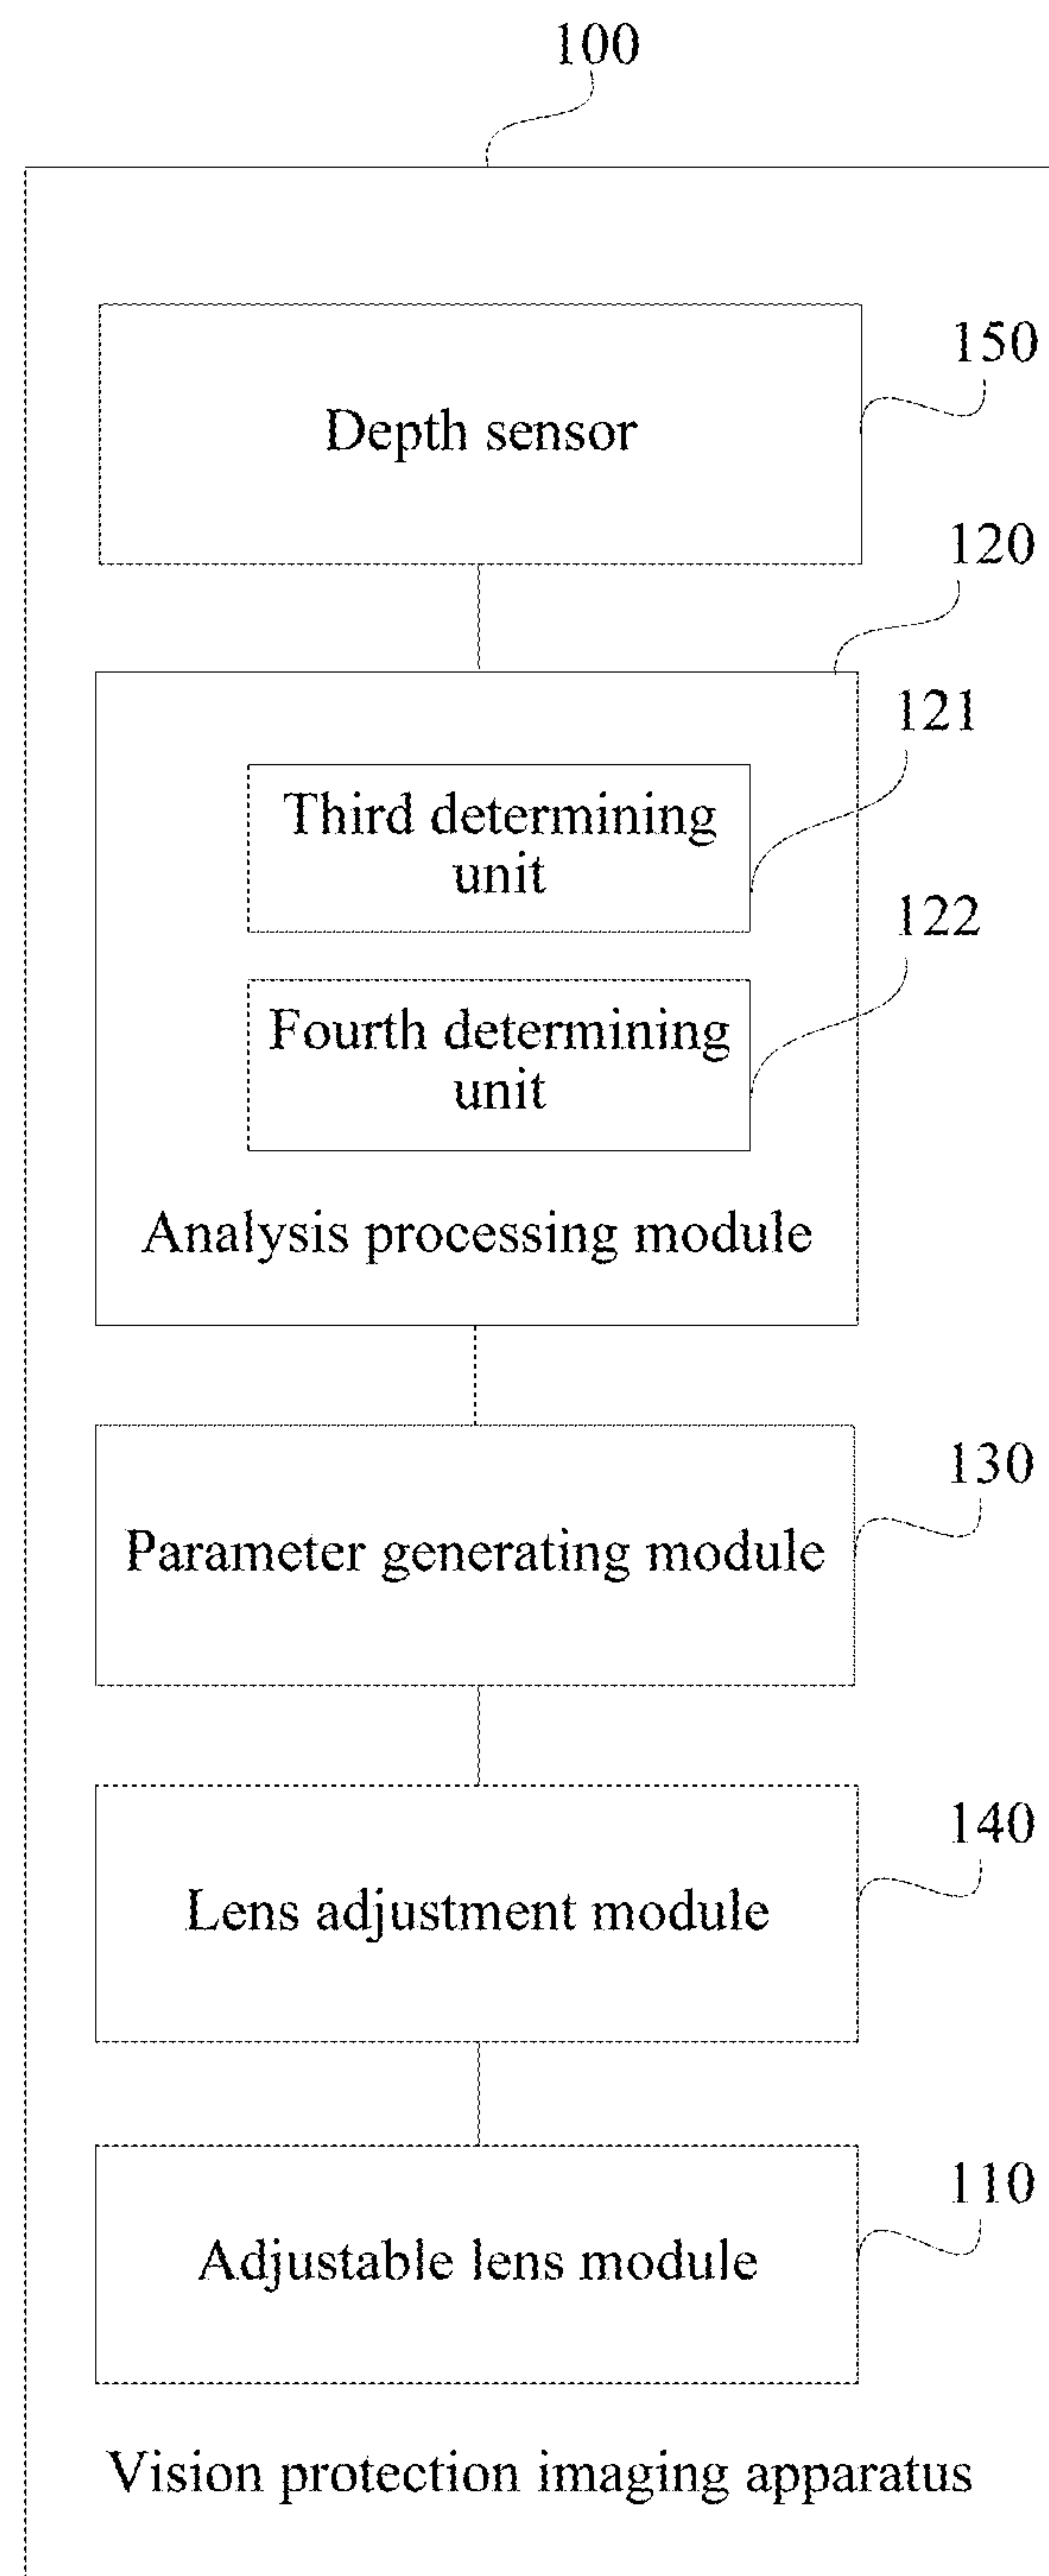 100
Depth sensor
150
120
121
Third determining
unit
122
Fourth determining
unit
Analysis processing module
130
Parameter generating module
140
Lens adjustment module
110
Adjustable lens module
Vision protection imaging apparatus